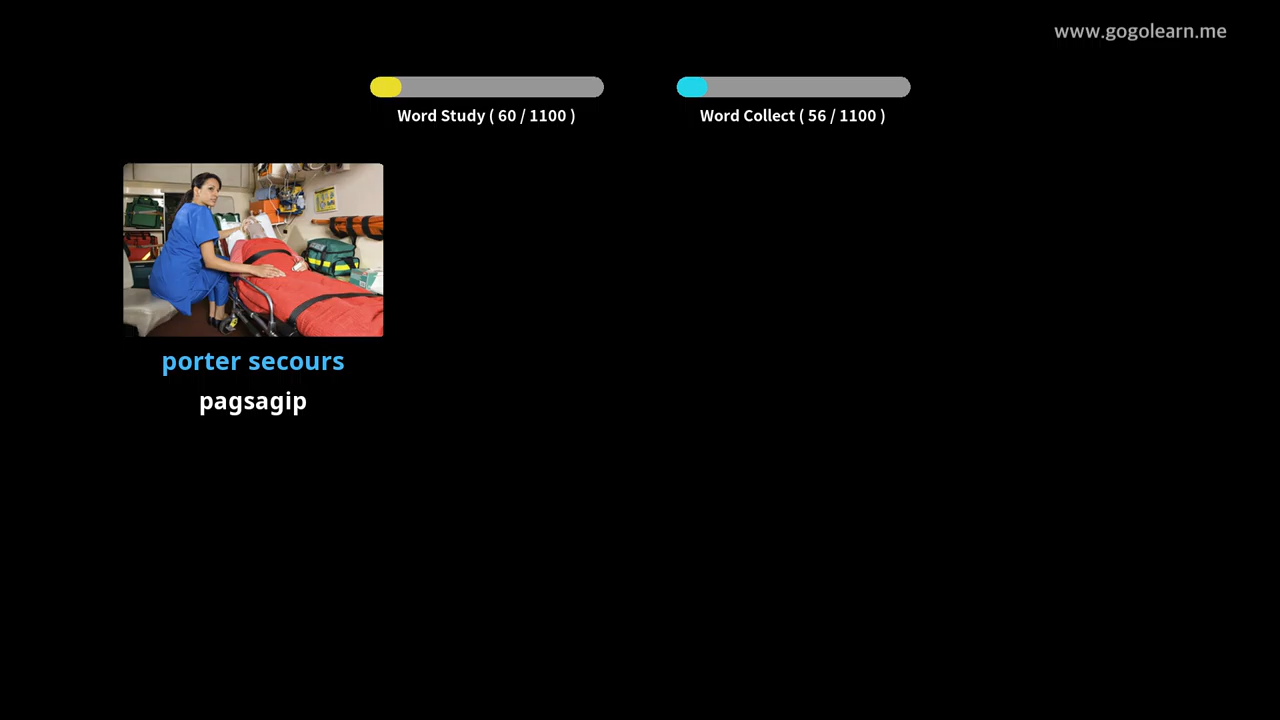 www.gogolearn.me
Word Study ( 60 / 1100 )
Word Collect ( 56 / 1100 )
porter secours
pagsagip